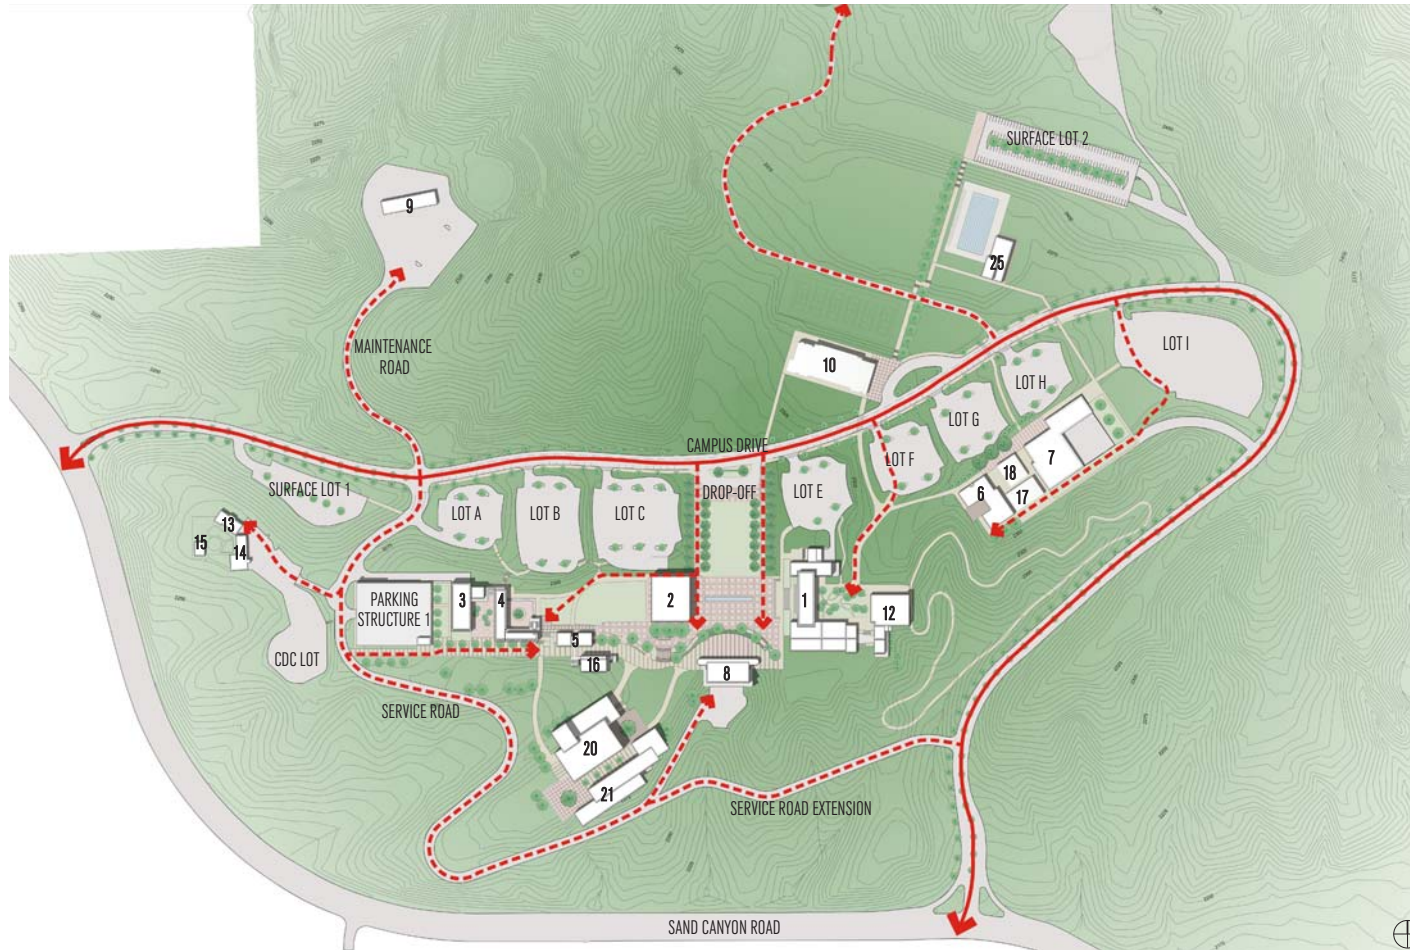 SURFACE LOT 2
9
25
MAINTENANCE
ROAD
10
LOT I
LOT H
LOT G
CAMPUS DRIVE
LOT F
7
SURFACE LOT 1
DROP-OFF
LOT E
18
6
17
LOT A
LOT B
LOT C
13
15
14
PARKING
STRUCTURE 1
3
4
2
1
12
5
16
CDC LOT
8
SERVICE ROAD
20
21
SERVICE ROAD EXTENSION
SAND CANYON ROAD